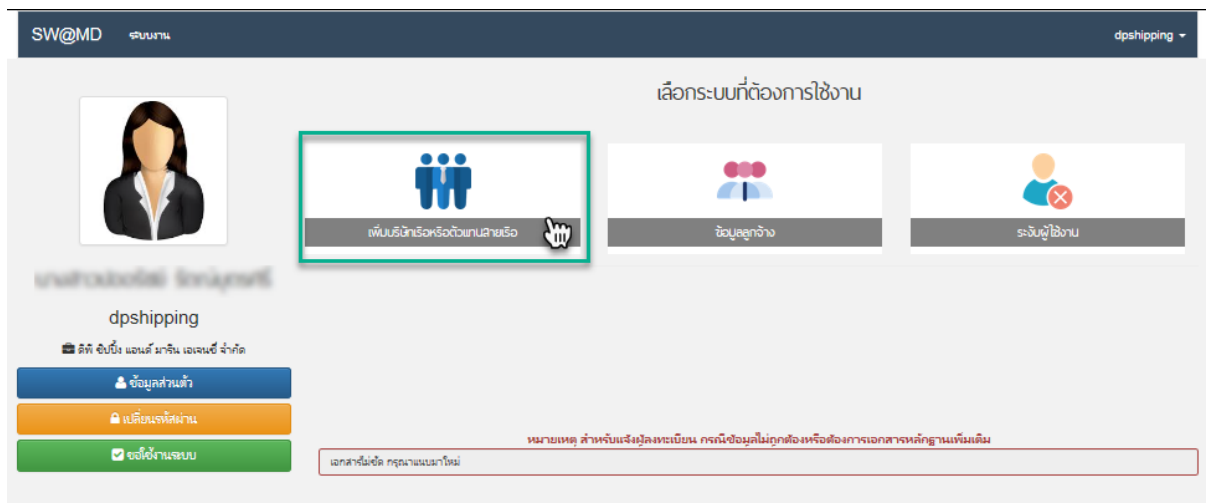 SW@MD ระบบงาน dpshipping
เลือกระบบที่ต้องการใช้งาน
เพิ่มบริษัทเรือหรือตัวแทนสายเรือ
ข้อมูลลูกจ้าง
ระงับผู้ใช้งาน
dpshipping
ดีพี ชิปปิ้ง แอนด์ มารีน เอเจนซี่ จำกัด
ข้อมูลส่วนตัว
เปลี่ยนรหัสผ่าน
ขอใช้งานระบบ
หมายเหตุ สำหรับแจ้งผู้ลงทะเบียน กรณีข้อมูลไม่ถูกต้องหรือต้องการเอกสารหลักฐานเพิ่มเติม
เอกสารไม่ชัด กรุณาแนบมาใหม่